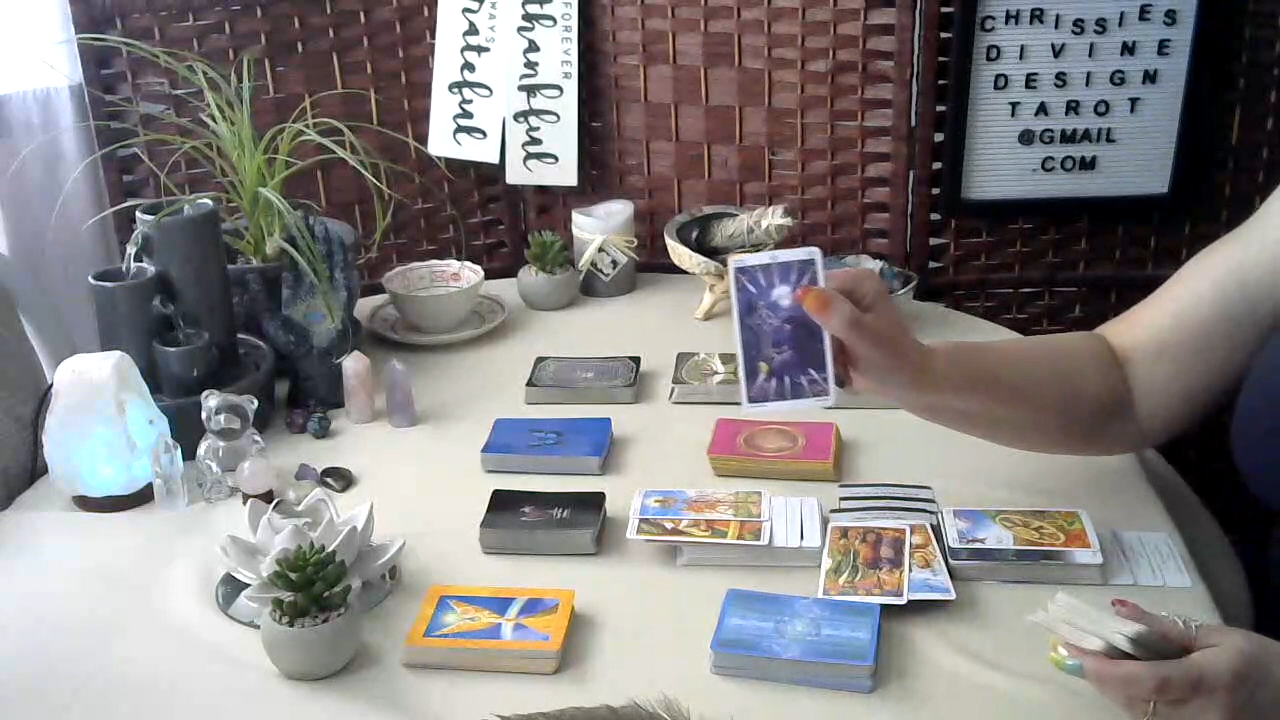 always
grateful
FOREVER
thankful
CHRISSIES
DIVINE
DESIGN
TAROT
@GMAIL
.COM